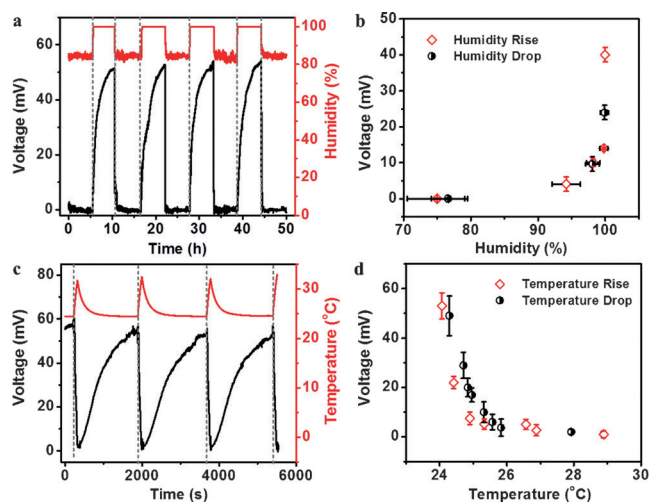 a
60
40
20
0
Voltage (mV)
100
80
60
40
20
0
Humidity (%)
0 10 20 30 40 50
Time (h)
b
50
40
30
20
10
0
Voltage (mV)
Humidity Rise
Humidity Drop
70 80 90 100
Humidity (%)
c
80
60
40
20
0
Voltage (mV)
30
20
10
0
Temperature (°C)
0 2000 4000 6000
Time (s)
d
60
40
20
0
Voltage (mV)
Temperature Rise
Temperature Drop
24 26 28 30
Temperature (°C)